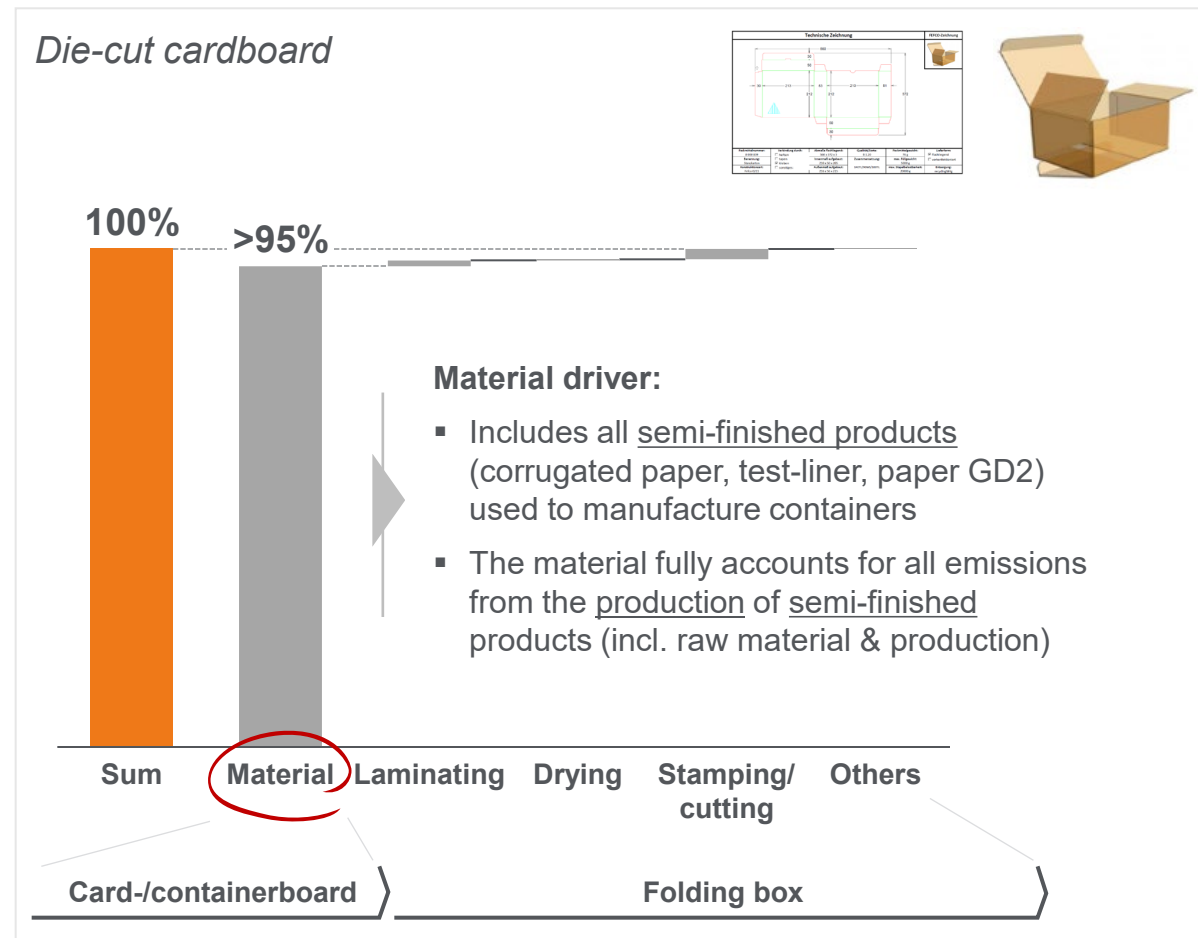 Die-cut cardboard
Technische Zeichnung
FEFCO-Zeichnung
100%
>95%
Material driver:
▪ Includes all semi-finished products
(corrugated paper, test-liner, paper GD2)
used to manufacture containers
▪ The material fully accounts for all emissions
from the production of semi-finished
products (incl. raw material & production)
Sum
Material
Laminating
Drying
Stamping/
cutting
Others
Card-/containerboard
Folding box